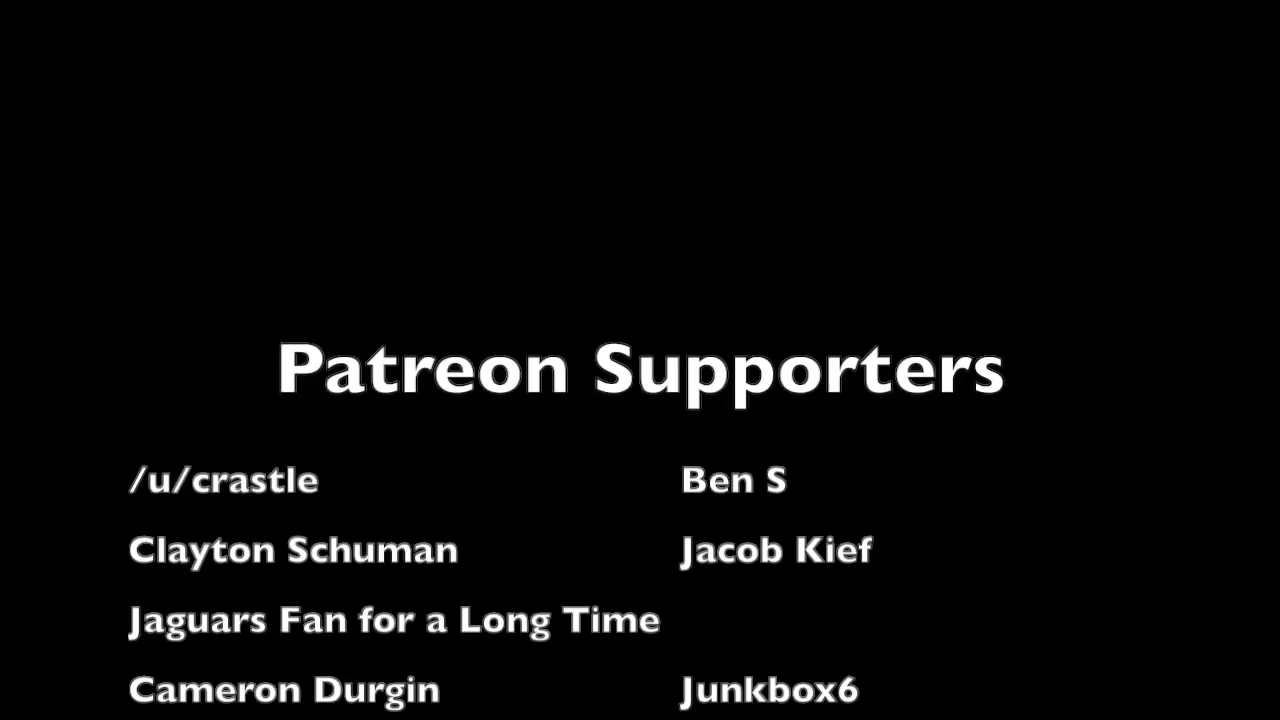 Patreon Supporters
/u/crastle Ben S
Clayton Schuman Jacob Kief
Jaguars Fan for a Long Time
Cameron Durgin Junkbox6